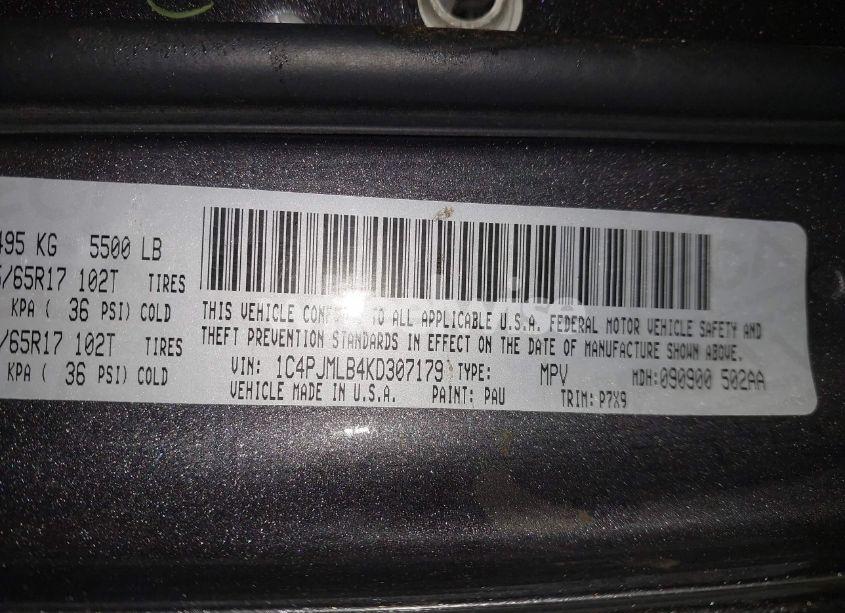 495 KG 5500 LB
5/65R17 102T TIRES
KPA ( 36 PSI) COLD
/65R17 102T TIRES
KPA ( 36 PSI) COLD
THIS VEHICLE TO ALL APPLICABLE U.S.A. FEDERAL MOTOR VEHICLE SAFETY AND
THEFT PREVENTION STANDARDS IN EFFECT ON THE DATE OF MANUFACTURE SHOWN ABOVE.
VIN: 1C4PJMLB4KD307179 TYPE: MPV MDH: 090900 502AA
VEHICLE MADE IN U.S.A. PAINT: PAU TRIM: P7X9